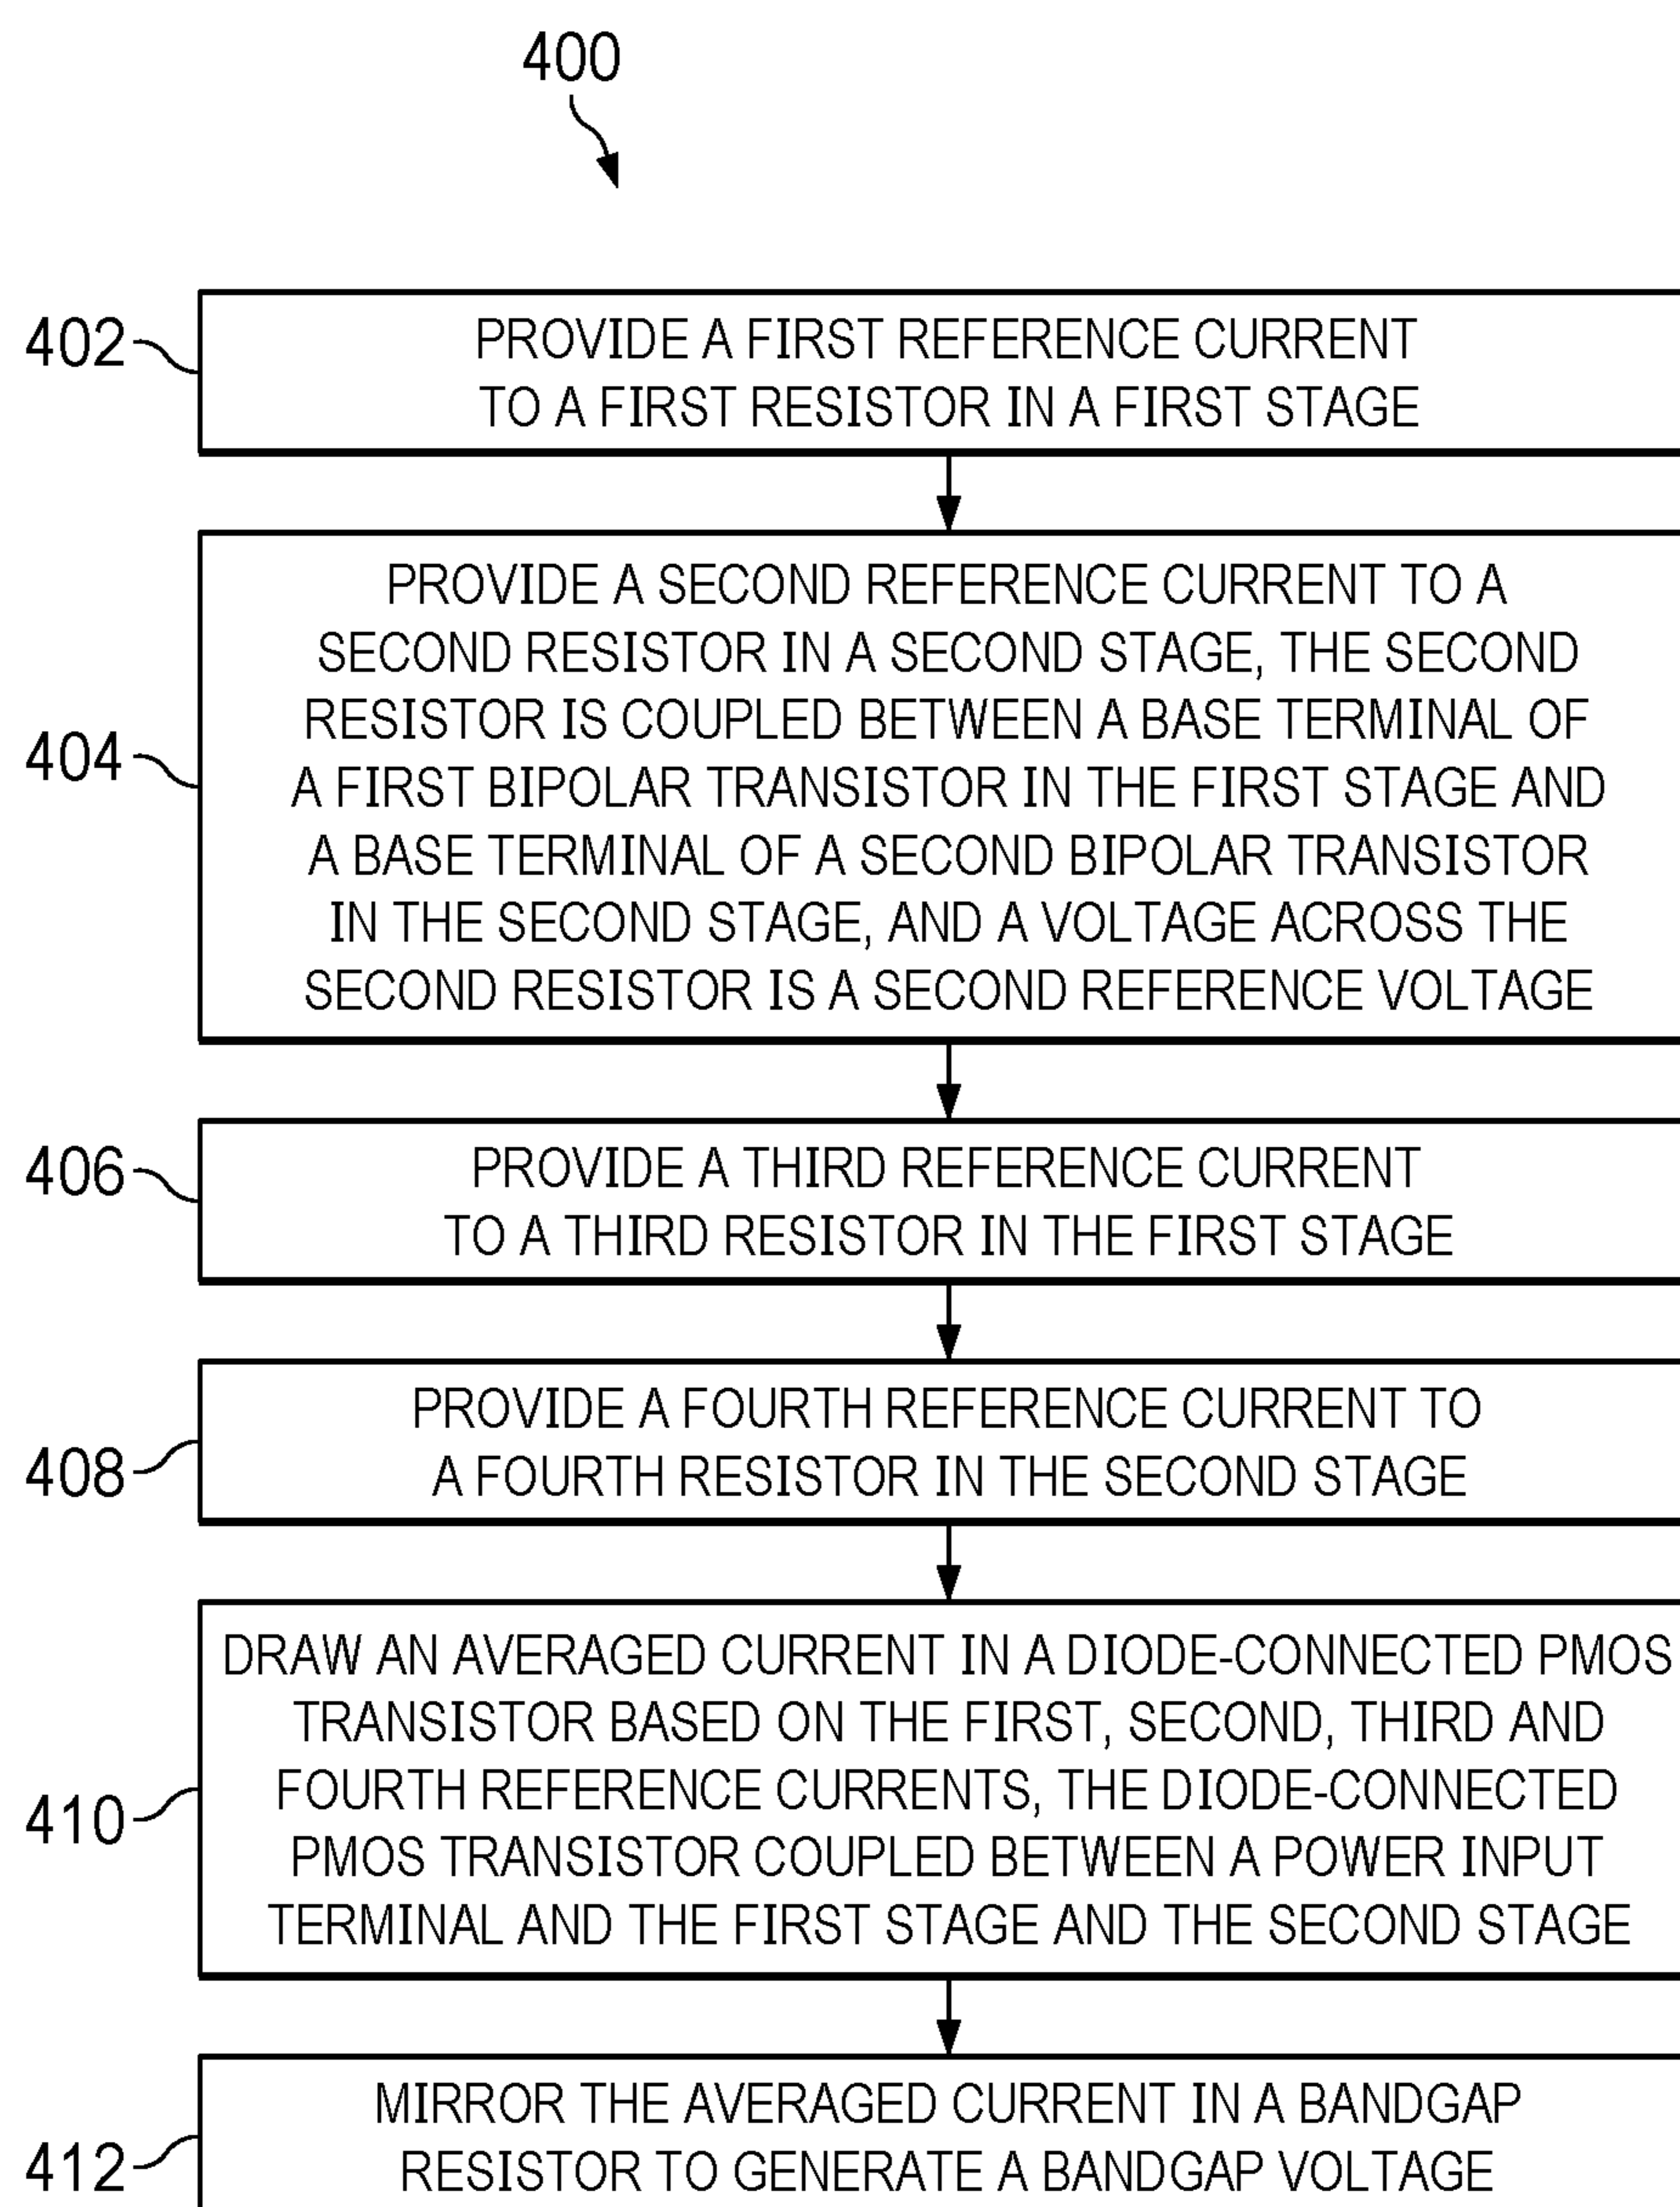 400
402
PROVIDE A FIRST REFERENCE CURRENT
TO A FIRST RESISTOR IN A FIRST STAGE
404
PROVIDE A SECOND REFERENCE CURRENT TO A
SECOND RESISTOR IN A SECOND STAGE, THE SECOND
RESISTOR IS COUPLED BETWEEN A BASE TERMINAL OF
A FIRST BIPOLAR TRANSISTOR IN THE FIRST STAGE AND
A BASE TERMINAL OF A SECOND BIPOLAR TRANSISTOR
IN THE SECOND STAGE, AND A VOLTAGE ACROSS THE
SECOND RESISTOR IS A SECOND REFERENCE VOLTAGE
406
PROVIDE A THIRD REFERENCE CURRENT
TO A THIRD RESISTOR IN THE FIRST STAGE
408
PROVIDE A FOURTH REFERENCE CURRENT TO
A FOURTH RESISTOR IN THE SECOND STAGE
410
DRAW AN AVERAGED CURRENT IN A DIODE-CONNECTED PMOS
TRANSISTOR BASED ON THE FIRST, SECOND, THIRD AND
FOURTH REFERENCE CURRENTS, THE DIODE-CONNECTED
PMOS TRANSISTOR COUPLED BETWEEN A POWER INPUT
TERMINAL AND THE FIRST STAGE AND THE SECOND STAGE
412
MIRROR THE AVERAGED CURRENT IN A BANDGAP
RESISTOR TO GENERATE A BANDGAP VOLTAGE